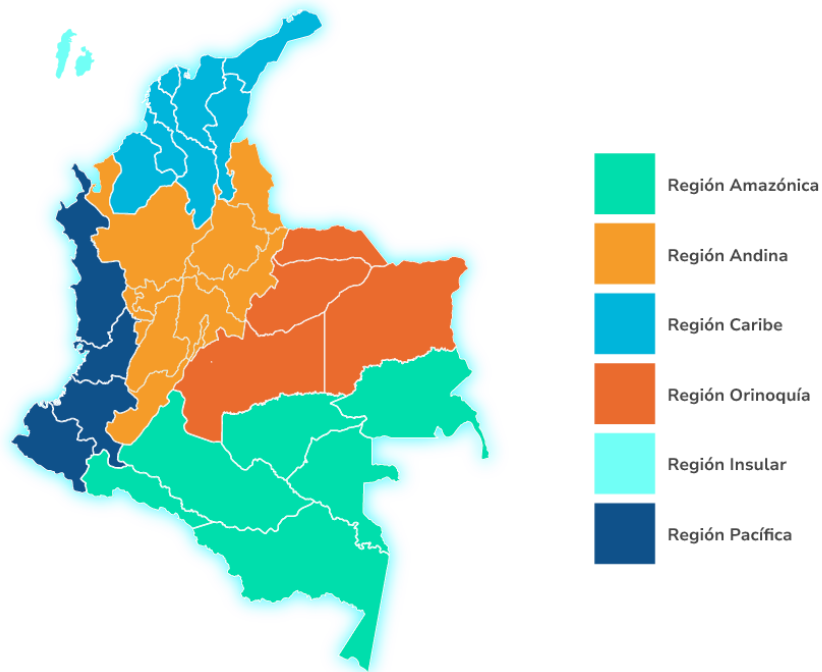 Región Amazónica
Región Andina
Región Caribe
Región Orinoquía
Región Insular
Región Pacífica